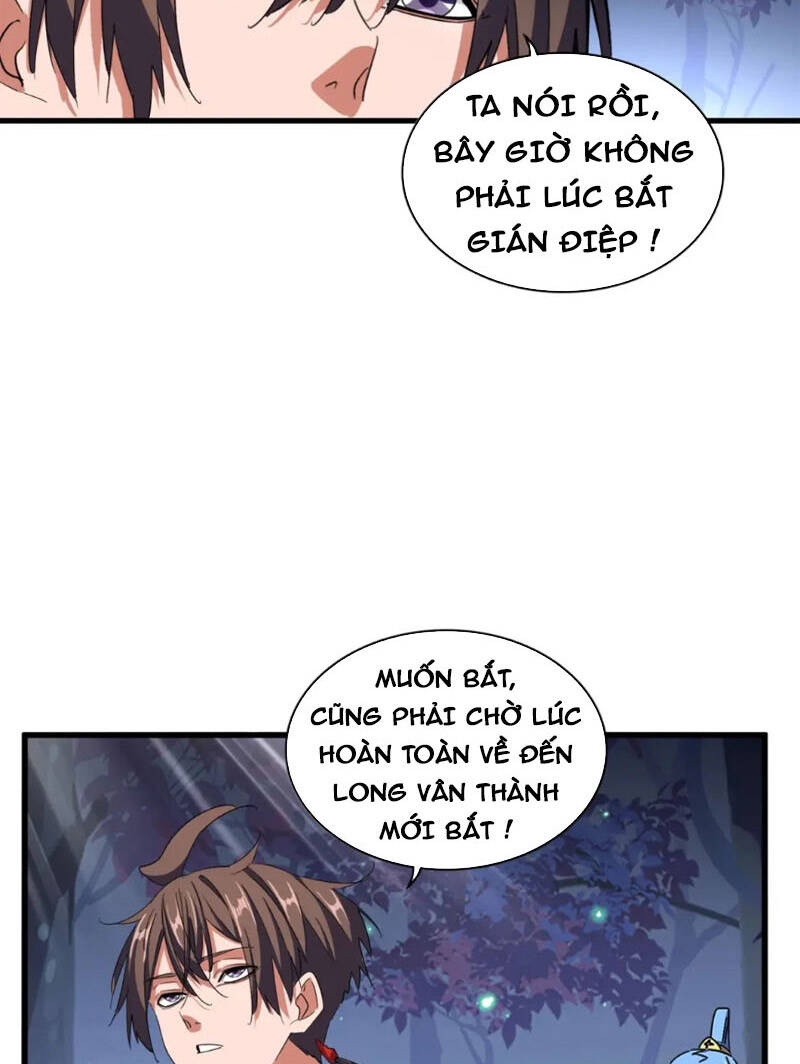 TA NÓI RỒI,
BÂY GIỜ KHÔNG
PHẢI LÚC BẮT
GIÁN ĐIỆP !
MUỐN BẮT,
CŨNG PHẢI CHỜ LÚC
HOÀN TOÀN VỀ ĐẾN
LONG VÂN THÀNH
MỚI BẮT !